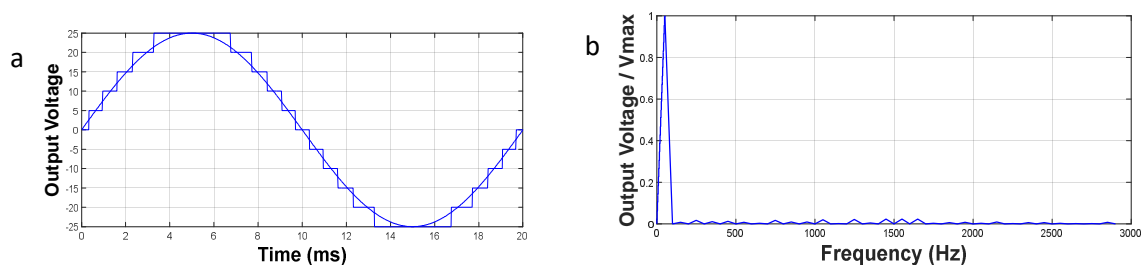 a
Output Voltage
25
20
15
10
5
0
-5
-10
-15
-20
-25
0 2 4 6 8 10 12 14 16 18 20
Time (ms)
b
Output Voltage / Vmax
1
0.8
0.6
0.4
0.2
0
0 500 1000 1500 2000 2500 3000
Frequency (Hz)